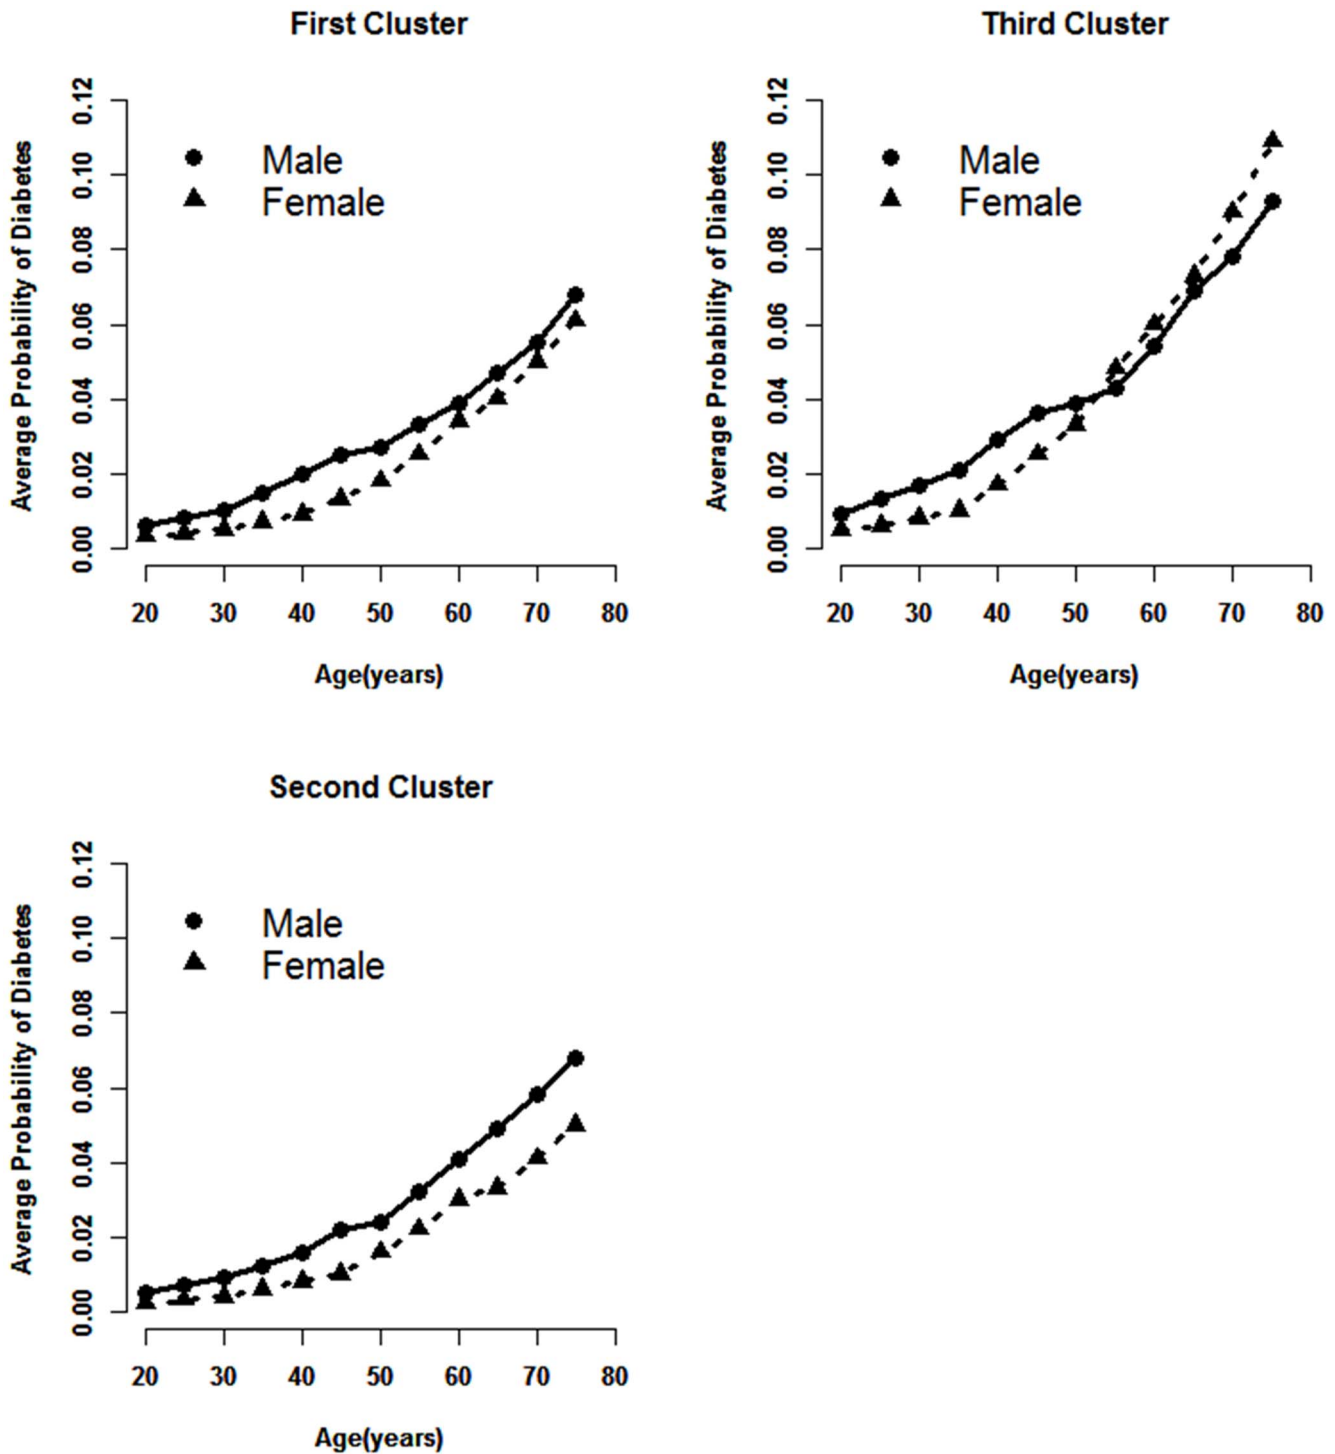 First Cluster
Average Probability of Diabetes
0.12
0.10
0.08
0.06
0.04
0.02
0.00
Male
Female
20 30 40 50 60 70 80
Age(years)
Third Cluster
Average Probability of Diabetes
0.12
0.10
0.08
0.06
0.04
0.02
0.00
Male
Female
20 30 40 50 60 70 80
Age(years)
Second Cluster
Average Probability of Diabetes
0.12
0.10
0.08
0.06
0.04
0.02
0.00
Male
Female
20 30 40 50 60 70 80
Age(years)